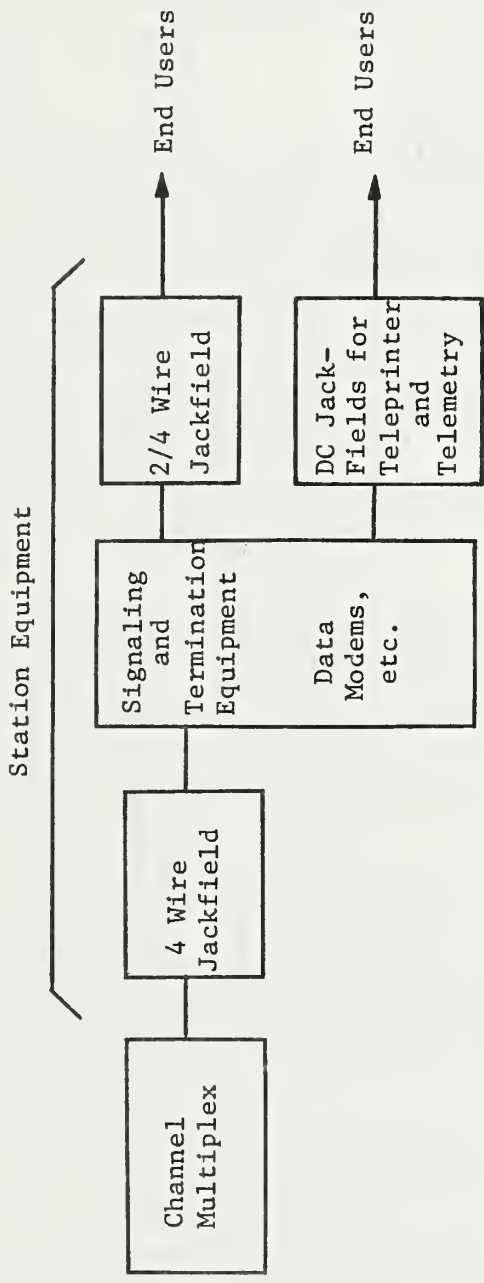 Station Equipment
Channel
Multiplex
4 Wire
Jackfield
Signaling
and
Termination
Equipment
Data
Modems,
etc.
2/4 Wire
Jackfield
End Users
DC Jack-
Fields for
Teleprinter
and
Telemetry
End Users